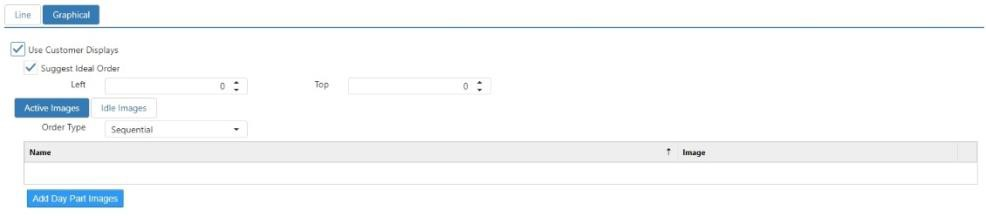 Line Graphical
Use Customer Displays
Suggest Ideal Order
Left 0 Top 0
Active Images Idle Images
Order Type Sequential
Name ↑ Image
Add Day Part Images